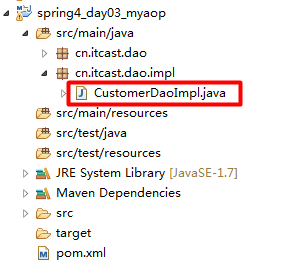 spring4_day03_myaop
src/main/java
cn.itcast.dao
cn.itcast.dao.impl
CustomerDaoImpl.java
src/main/resources
src/test/java
src/test/resources
JRE System Library [JavaSE-1.7]
Maven Dependencies
src
target
pom.xml